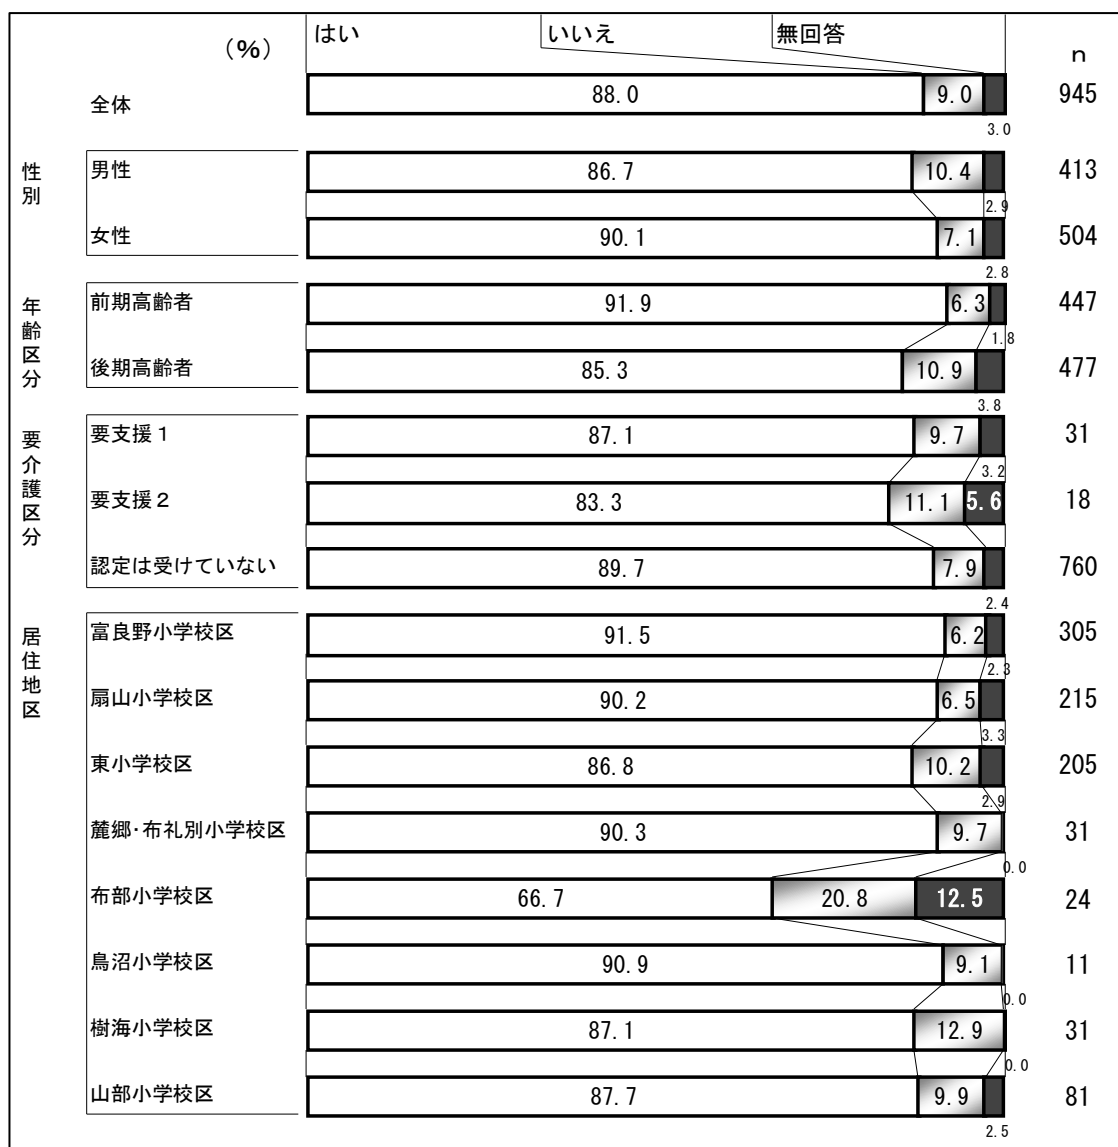 (%) はい いいえ 無回答 n
全体 88.0 9.0 945
3.0
性別
男性 86.7 10.4 413
2.9
女性 90.1 7.1 504
2.8
年齢区分
前期高齢者 91.9 6.3 447
1.8
後期高齢者 85.3 10.9 477
3.8
要介護区分
要支援1 87.1 9.7 31
3.2
要支援2 83.3 11.1 5.6 18
認定は受けていない 89.7 7.9 760
2.4
居住地区
富良野小学校区 91.5 6.2 305
2.3
扇山小学校区 90.2 6.5 215
3.3
東小学校区 86.8 10.2 205
2.9
麓郷・布礼別小学校区 90.3 9.7 31
0.0
布部小学校区 66.7 20.8 12.5 24
鳥沼小学校区 90.9 9.1 11
0.0
樹海小学校区 87.1 12.9 31
0.0
山部小学校区 87.7 9.9 81
2.5